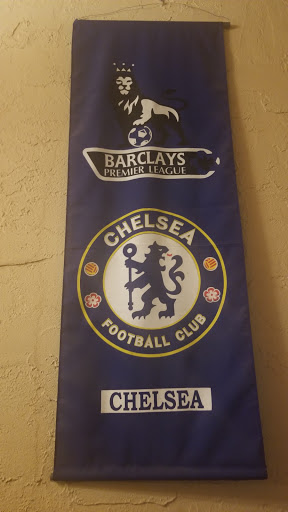 BARCLAYS
PREMIER LEAGUE
CHELSEA
FOOTBALL CLUB
CHELSEA